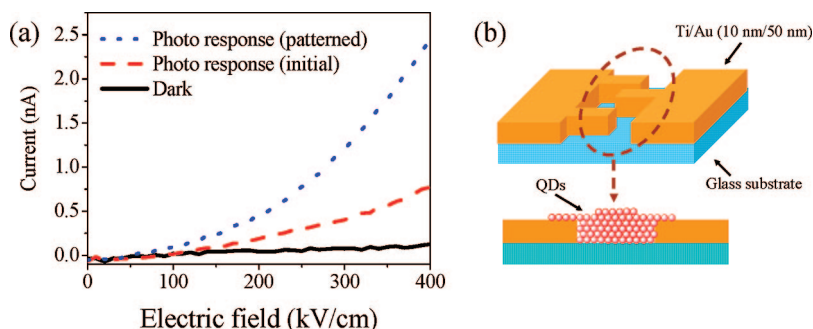 (a)
2.5
2.0
1.5
1.0
0.5
0.0
Current (nA)
Photo response (patterned)
Photo response (initial)
Dark
0
100
200
300
400
Electric field (kV/cm)
(b)
Ti/Au (10 nm/50 nm)
Glass substrate
QDs